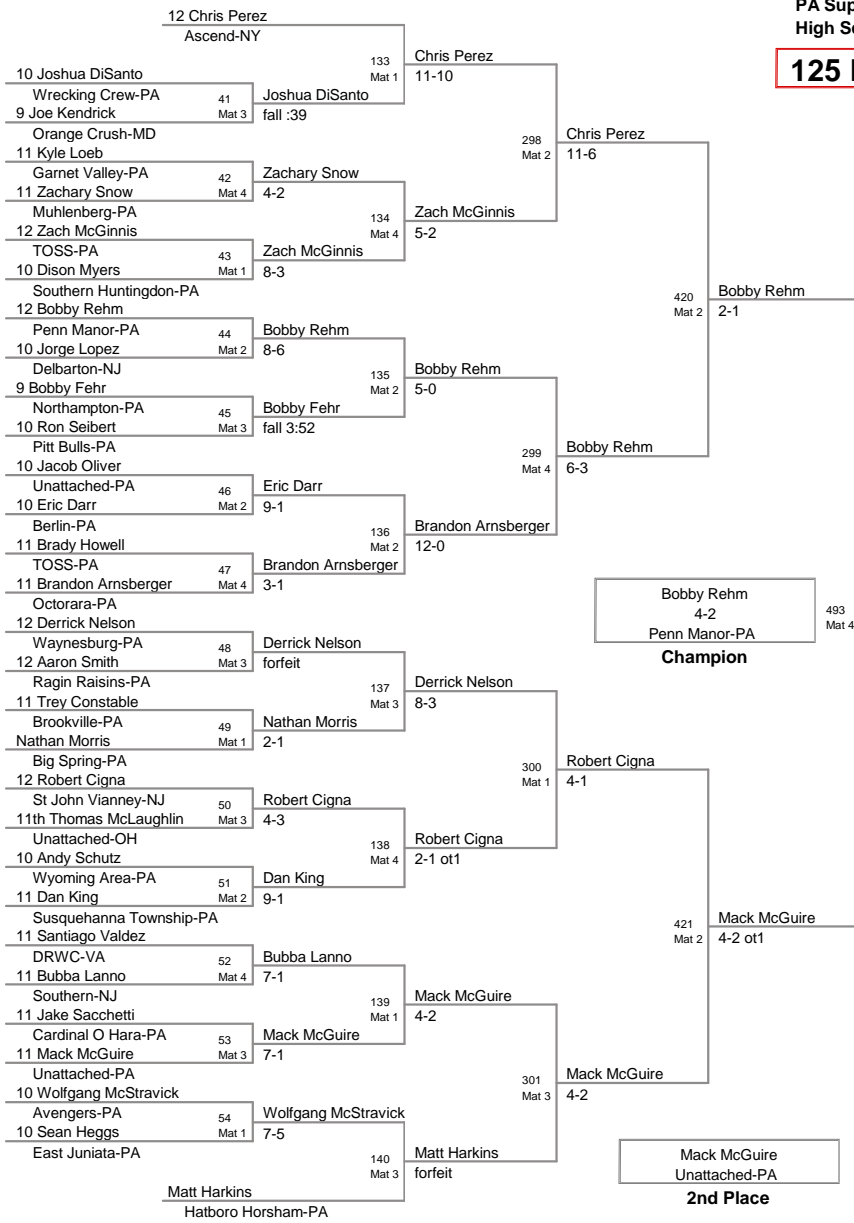 12 Chris Perez
Ascend-NY
PA Sup
High Sc
125
133
Mat 1
Chris Perez
11-10
10 Joshua DiSanto
Wrecking Crew-PA
9 Joe Kendrick
Orange Crush-MD
41
Mat 3
Joshua DiSanto
fall :39
298
Mat 2
Chris Perez
11-6
11 Kyle Loeb
Garnet Valley-PA
11 Zachary Snow
Muhlenberg-PA
42
Mat 4
Zachary Snow
4-2
134
Mat 4
Zach McGinnis
5-2
12 Zach McGinnis
TOSS-PA
10 Dison Myers
Southern Huntingdon-PA
43
Mat 1
Zach McGinnis
8-3
420
Mat 2
Bobby Rehm
2-1
12 Bobby Rehm
Penn Manor-PA
10 Jorge Lopez
Delbarton-NJ
44
Mat 2
Bobby Rehm
8-6
135
Mat 2
Bobby Rehm
5-0
9 Bobby Fehr
Northampton-PA
10 Ron Seibert
Pitt Bulls-PA
45
Mat 3
Bobby Fehr
fall 3:52
299
Mat 4
Bobby Rehm
6-3
10 Jacob Oliver
Unattached-PA
10 Eric Darr
Berlin-PA
46
Mat 2
Eric Darr
9-1
136
Mat 2
Brandon Arnsberger
12-0
11 Brady Howell
TOSS-PA
11 Brandon Arnsberger
Octorara-PA
47
Mat 4
Brandon Arnsberger
3-1
Bobby Rehm
4-2
Penn Manor-PA
Champion
493
Mat 4
12 Derrick Nelson
Waynesburg-PA
12 Aaron Smith
Ragin Raisins-PA
48
Mat 3
Derrick Nelson
forfeit
137
Mat 3
Derrick Nelson
8-3
11 Trey Constable
Brookville-PA
Nathan Morris
Big Spring-PA
49
Mat 1
Nathan Morris
2-1
300
Mat 1
Robert Cigna
4-1
12 Robert Cigna
St John Vianney-NJ
11th Thomas McLaughlin
Unattached-OH
50
Mat 3
Robert Cigna
4-3
138
Mat 4
Robert Cigna
2-1 ot1
10 Andy Schutz
Wyoming Area-PA
11 Dan King
Susquehanna Township-PA
51
Mat 2
Dan King
9-1
421
Mat 2
Mack McGuire
4-2 ot1
11 Santiago Valdez
DRWC-VA
11 Bubba Lanno
Southern-NJ
52
Mat 4
Bubba Lanno
7-1
139
Mat 1
Mack McGuire
4-2
11 Jake Sacchetti
Cardinal O Hara-PA
11 Mack McGuire
Unattached-PA
53
Mat 3
Mack McGuire
7-1
301
Mat 3
Mack McGuire
4-2
10 Wolfgang McStravick
Avengers-PA
10 Sean Heggs
East Juniata-PA
54
Mat 1
Wolfgang McStravick
7-5
140
Mat 3
Matt Harkins
forfeit
Matt Harkins
Hatboro Horsham-PA
Mack McGuire
Unattached-PA
2nd Place